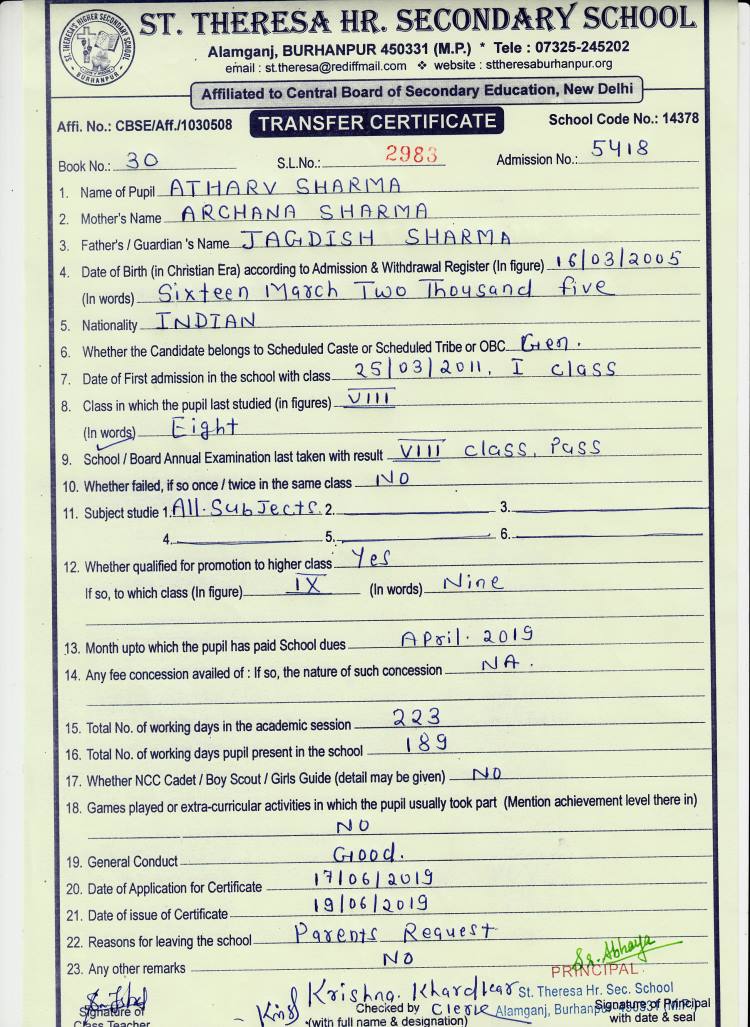 ST. THERESA HR. SECONDARY SCHOOL
Alamganj, BURHANPUR 450331 (M.P.) * Tele : 07325-245202
email : st.theresa@rediffmail.com ❖ website : sttheresaburhanpur.org
Affiliated to Central Board of Secondary Education, New Delhi
Affi. No.: CBSE/Aff./1030508 TRANSFER CERTIFICATE School Code No.: 14378
Book No.: 30 S.L.No.: 2983 Admission No.: 5418
1. Name of Pupil ATHARV SHARMA
2. Mother's Name ARCHANA SHARMA
3. Father's / Guardian 's Name JAGDISH SHARMA
4. Date of Birth (in Christian Era) according to Admission & Withdrawal Register (In figure) 16/03/2005
(In words) Sixteen March Two Thousand five
5. Nationality INDIAN
6. Whether the Candidate belongs to Scheduled Caste or Scheduled Tribe or OBC Gen.
7. Date of First admission in the school with class 25/03/2011, I class
8. Class in which the pupil last studied (in figures) VIII
(In words) Eight
9. School / Board Annual Examination last taken with result VIII class, Pass
10. Whether failed, if so once / twice in the same class NO
11. Subject studie 1. All Subjects 2. 3.
4. 5. 6.
12. Whether qualified for promotion to higher class Yes
If so, to which class (In figure) IX (In words) Nine
13. Month upto which the pupil has paid School dues April. 2019
14. Any fee concession availed of : If so, the nature of such concession NA.
15. Total No. of working days in the academic session 223
16. Total No. of working days pupil present in the school 189
17. Whether NCC Cadet / Boy Scout / Girls Guide (detail may be given) NO
18. Games played or extra-curricular activities in which the pupil usually took part (Mention achievement level there in)
NO
19. General Conduct Good.
20. Date of Application for Certificate 17/06/2019
21. Date of issue of Certificate 19/06/2019
22. Reasons for leaving the school Parents Request
23. Any other remarks NO Sr. Abhaya
PRINCIPAL
Krishna Khardkar St. Theresa Hr. Sec. School
Signature of Checked by Clerk Alamganj, Burhanpur Signature of Principal
Class Teacher (with full name & designation) with date & seal